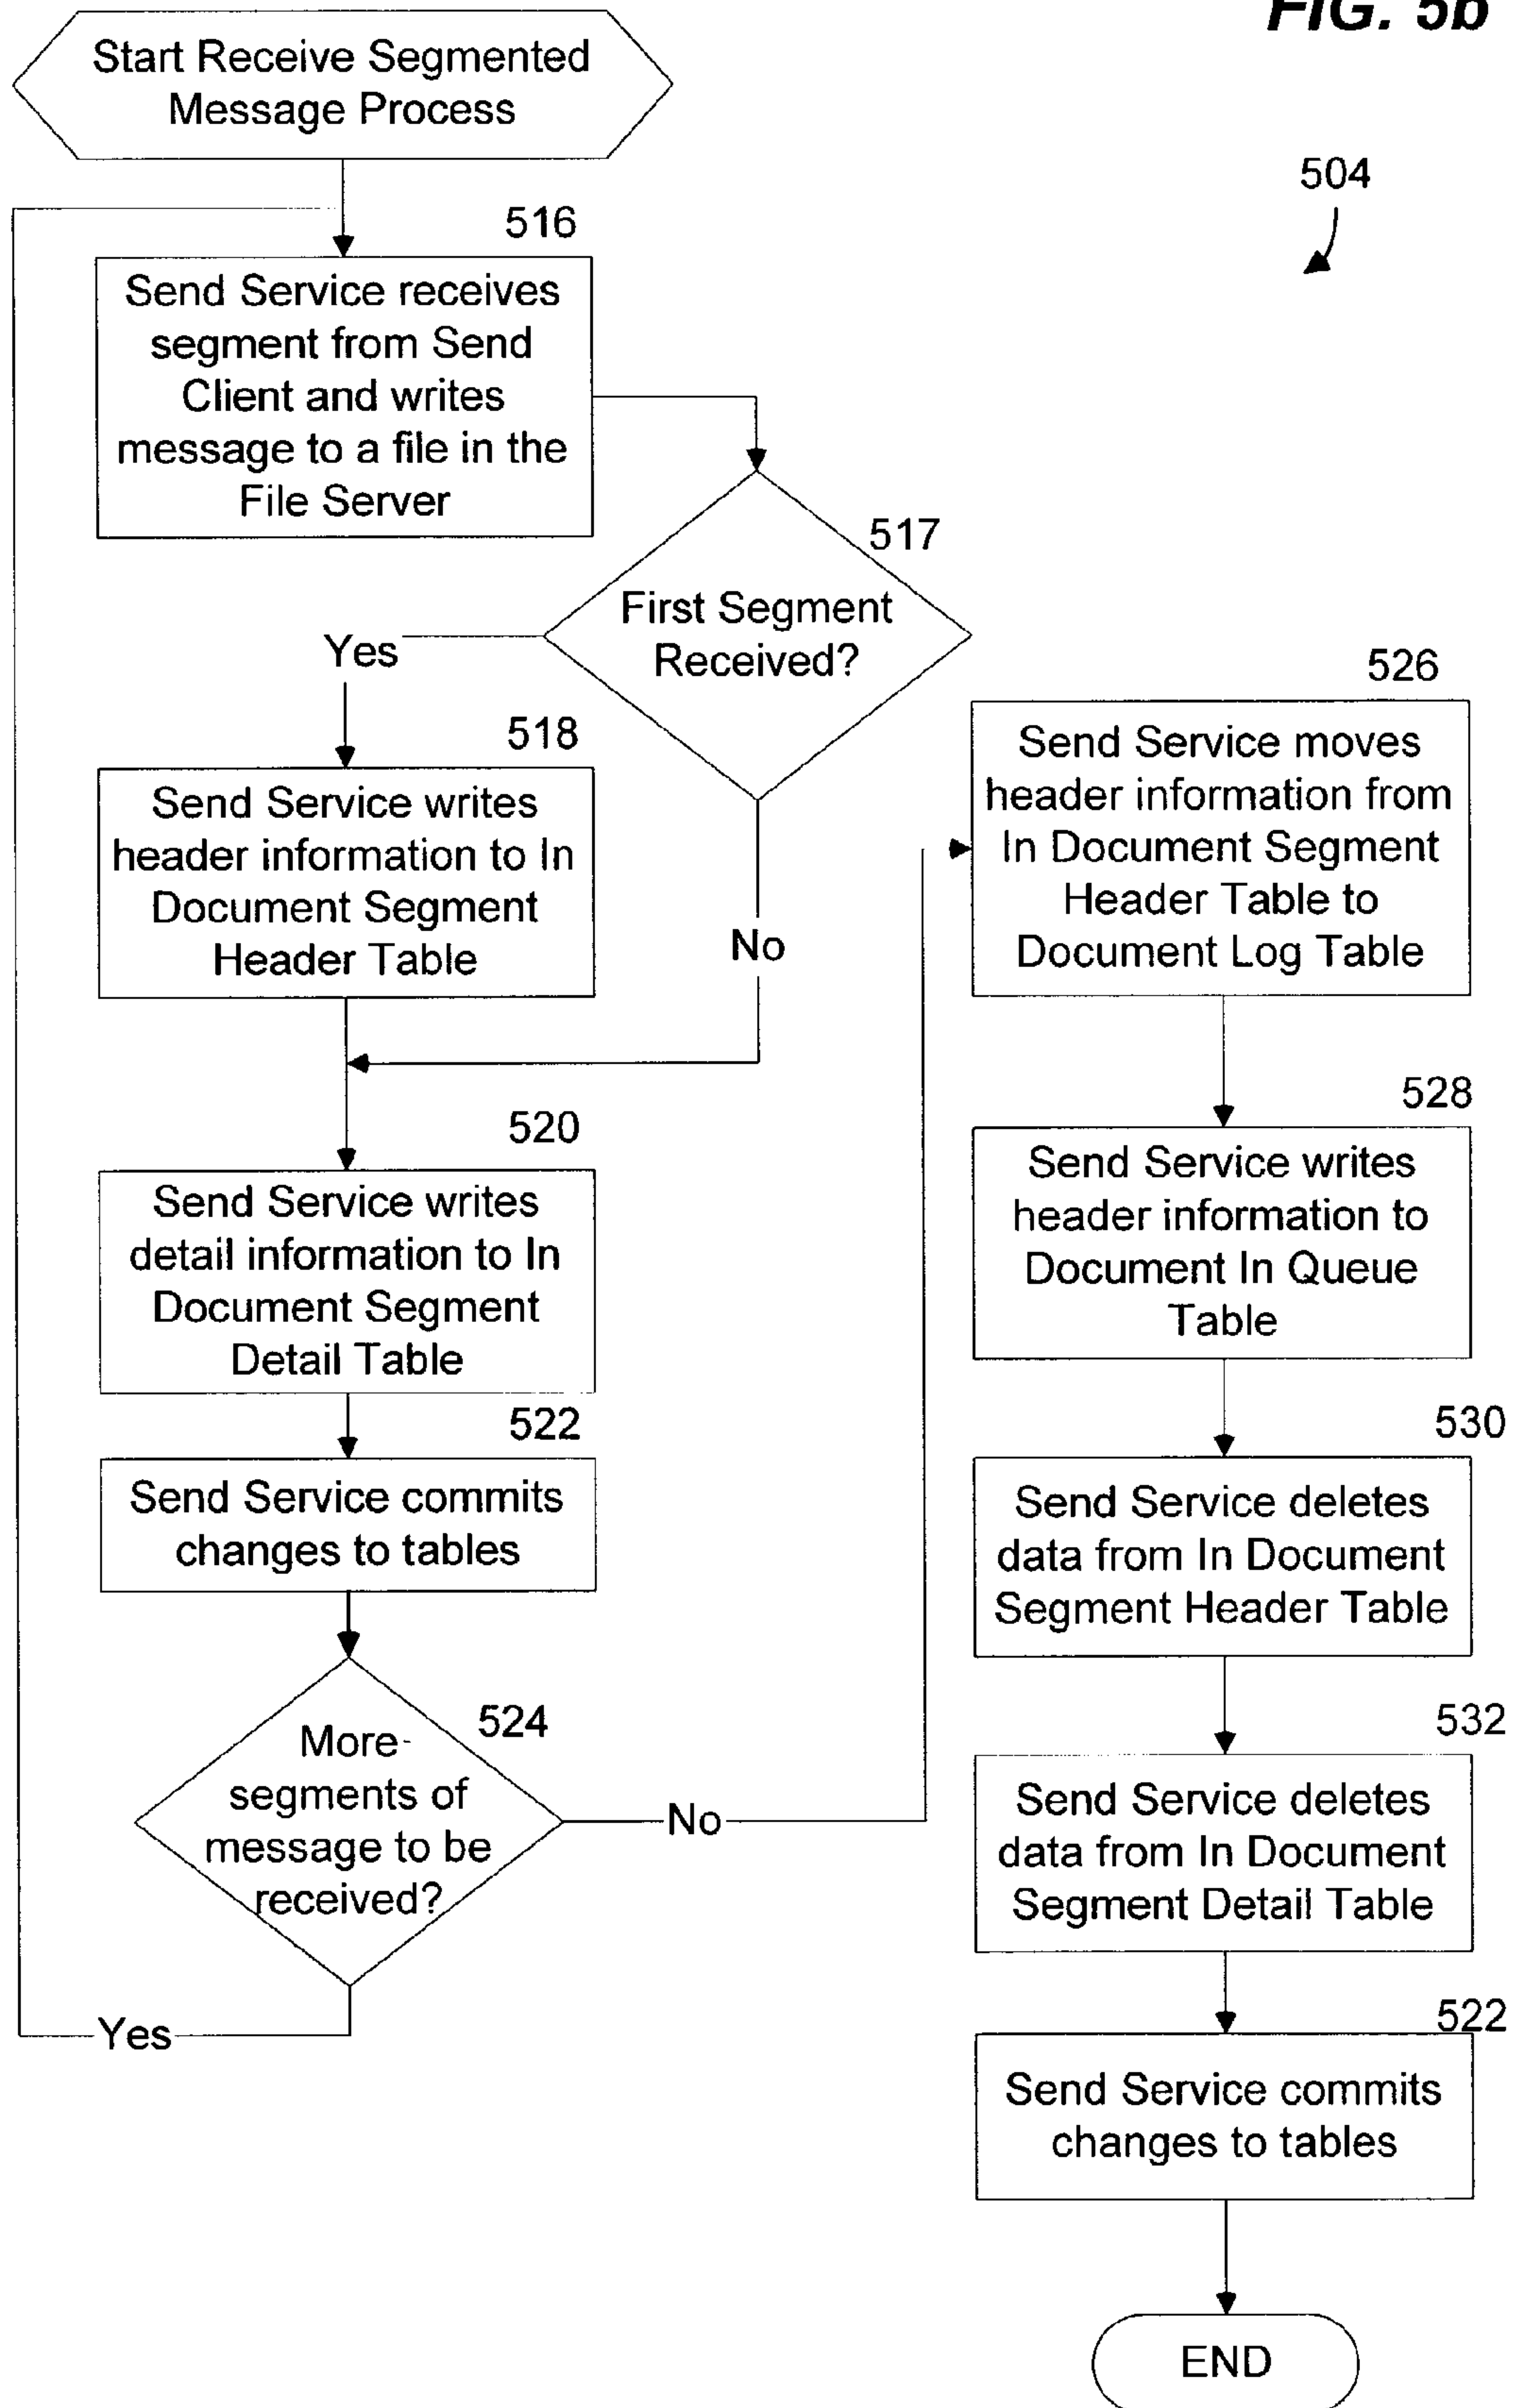 FIG. 5b
Start Receive Segmented
Message Process
504
516
Send Service receives
segment from Send
Client and writes
message to a file in the
File Server
517
First Segment
Received?
Yes
No
518
Send Service writes
header information to In
Document Segment
Header Table
520
Send Service writes
detail information to In
Document Segment
Detail Table
522
Send Service commits
changes to tables
524
More
segments of
message to be
received?
Yes
No
526
Send Service moves
header information from
In Document Segment
Header Table to
Document Log Table
528
Send Service writes
header information to
Document In Queue
Table
530
Send Service deletes
data from In Document
Segment Header Table
532
Send Service deletes
data from In Document
Segment Detail Table
522
Send Service commits
changes to tables
END